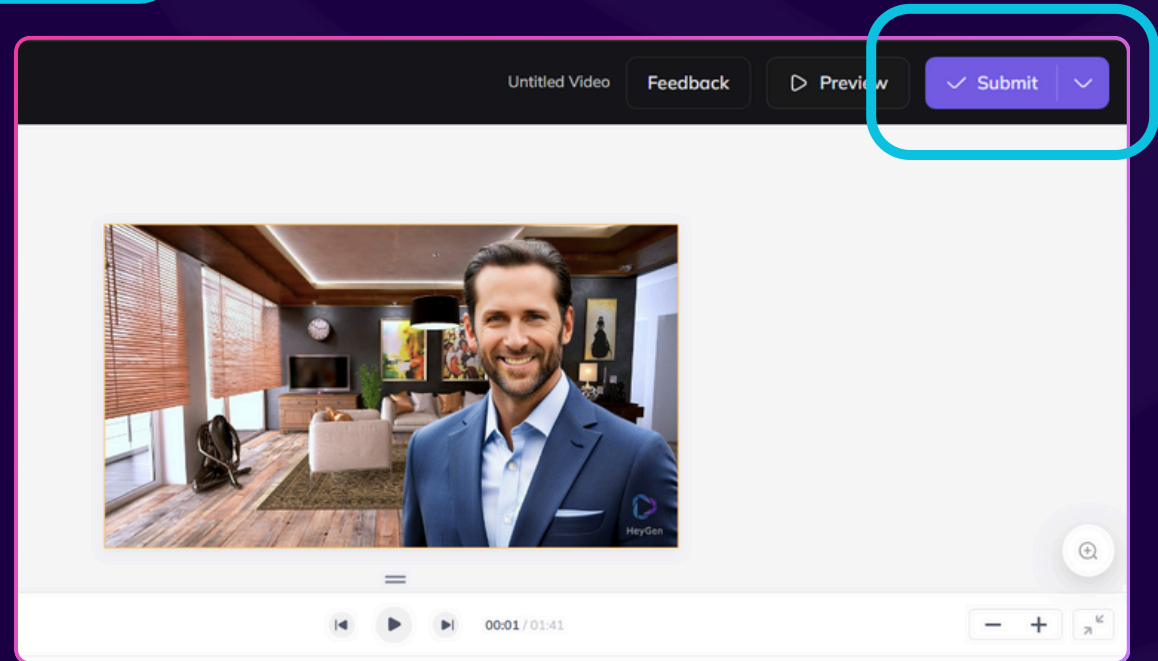 Untitled Video
Feedback
Preview
Submit
HeyGen
00:01 / 01:41